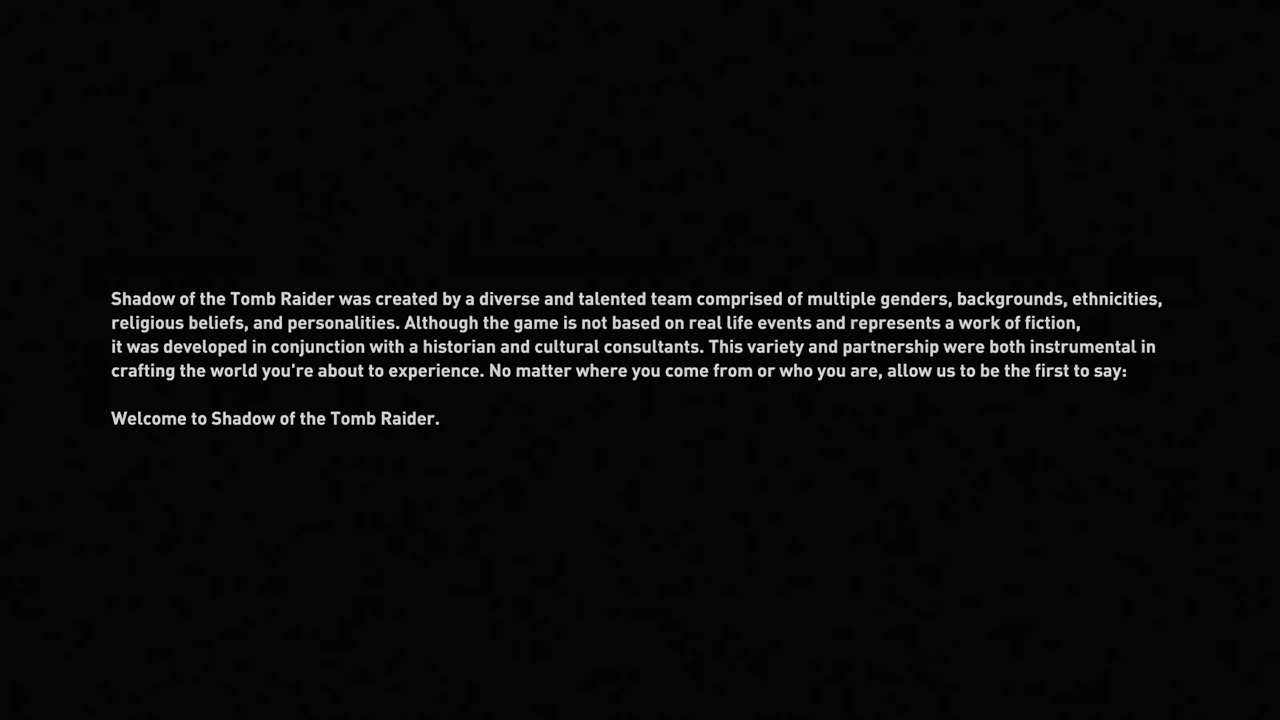 Shadow of the Tomb Raider was created by a diverse and talented team comprised of multiple genders, backgrounds, ethnicities,
religious beliefs, and personalities. Although the game is not based on real life events and represents a work of fiction,
it was developed in conjunction with a historian and cultural consultants. This variety and partnership were both instrumental in
crafting the world you're about to experience. No matter where you come from or who you are, allow us to be the first to say:
Welcome to Shadow of the Tomb Raider.